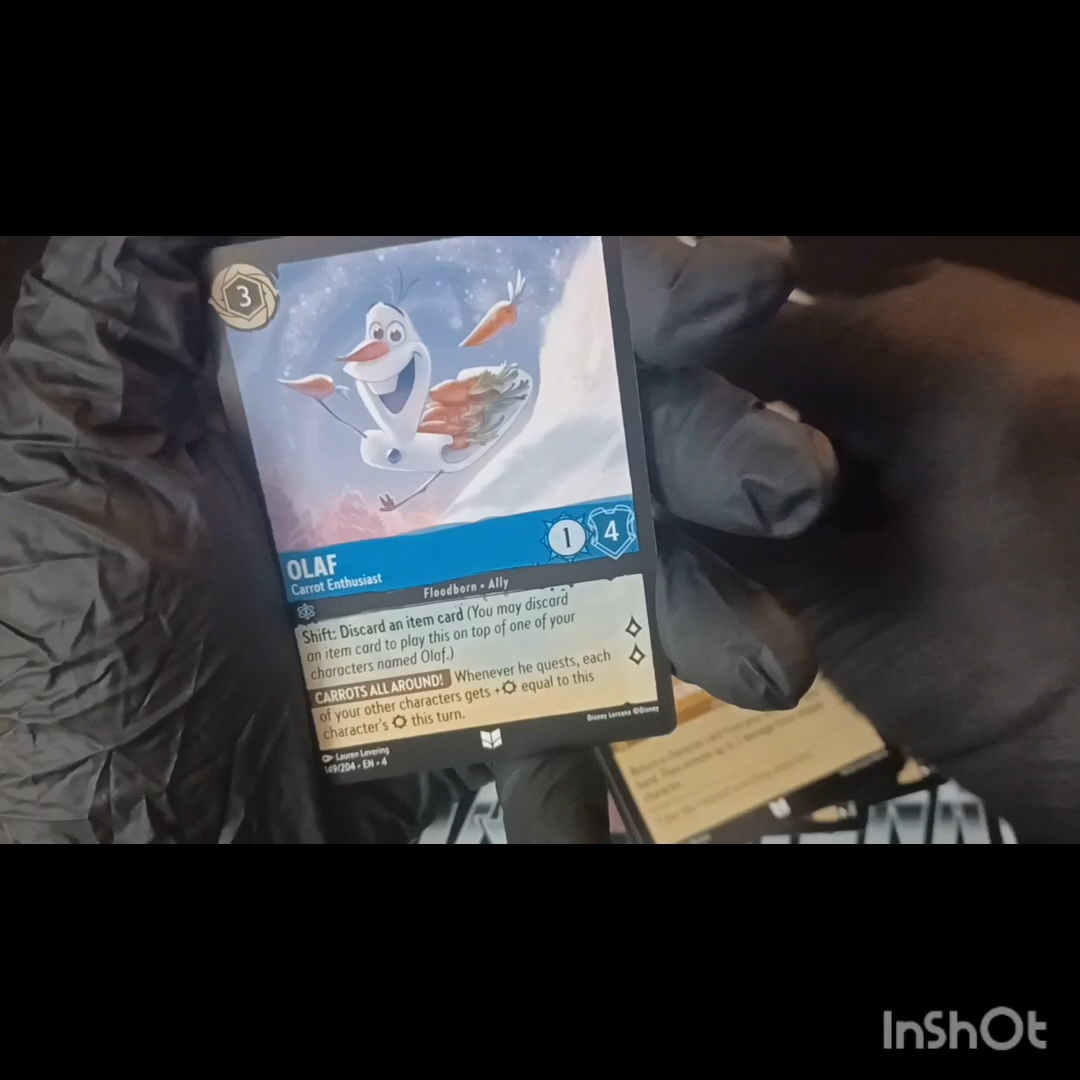 3
OLAF
Carrot Enthusiast
1 4
Floodborn • Ally
Shift: Discard an item card (You may discard
an item card to play this on top of one of your
characters named Olaf.)
CARROTS ALL AROUND! Whenever he quests, each
of your other characters gets + equal to this
character's this turn.
Disney Lorcana ©Disney
Lauren Levering
149/204 • EN • 4
InShOt